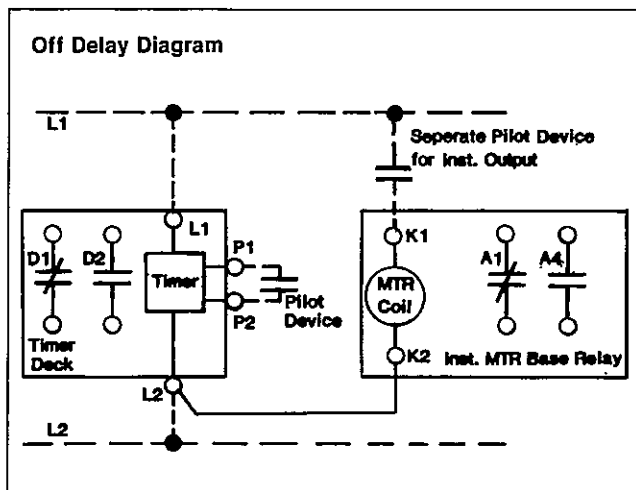 Off Delay Diagram
L1
Seperate Pilot Device
for Inst. Output
L1
P1
K1
D1
D2
A1
A4
Timer
MTR
Coil
Pilot
Device
P2
Timer
Deck
K2
Inst. MTR Base Relay
L2
L2